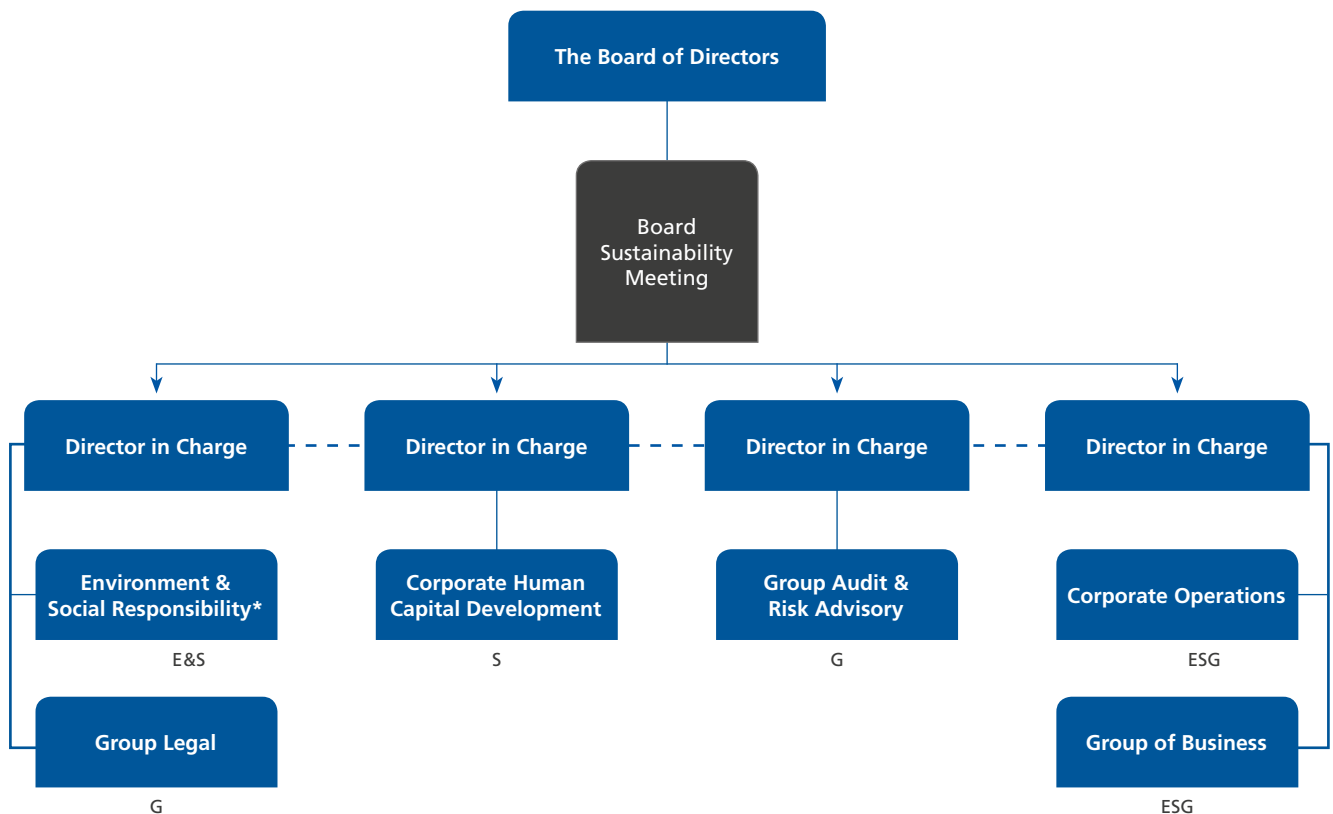 The Board of Directors
Board
Sustainability
Meeting
Director in Charge
Director in Charge
Director in Charge
Director in Charge
Environment &
Social Responsibility*
E&S
Corporate Human
Capital Development
S
Group Audit &
Risk Advisory
G
Corporate Operations
ESG
Group Legal
G
Group of Business
ESG